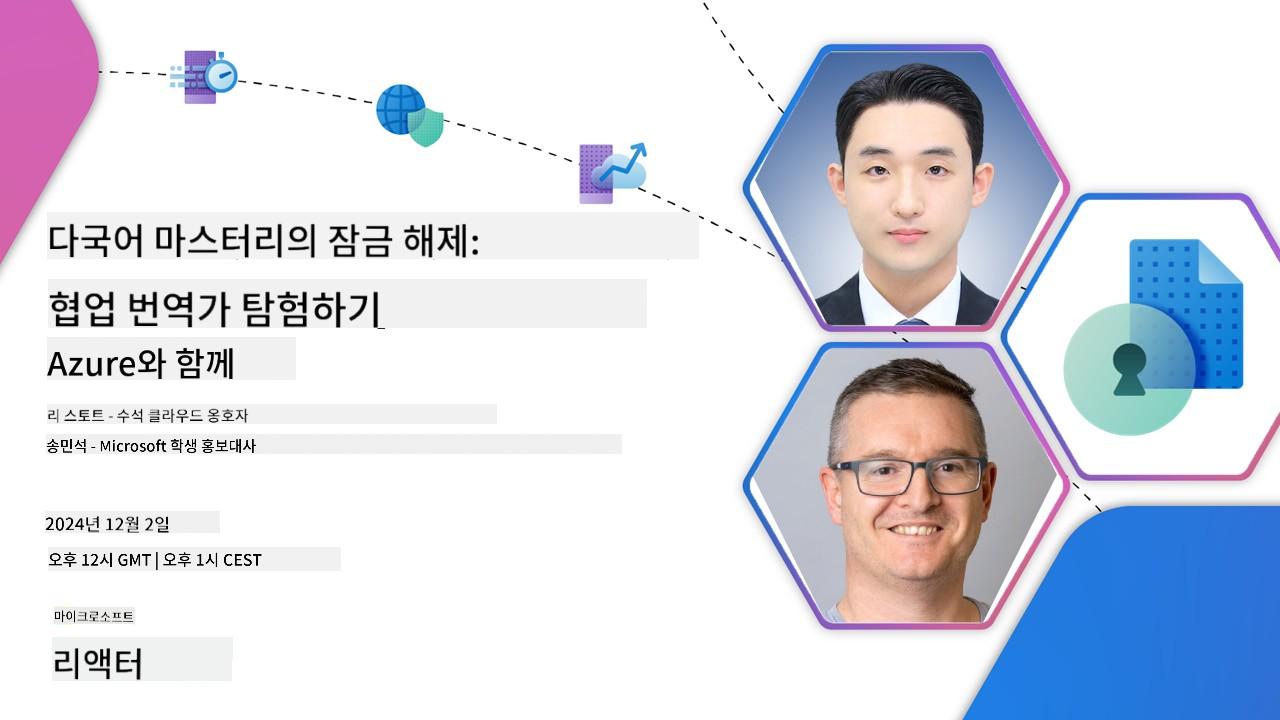 다국어 마스터리의 잠금 해제:
협업 번역가 탐험하기
Azure와 함께
리 스토트 - 수석 클라우드 옹호자
송민석 - Microsoft 학생 홍보대사
2024년 12월 2일
오후 12시 GMT | 오후 1시 CEST
마이크로소프트
리액터